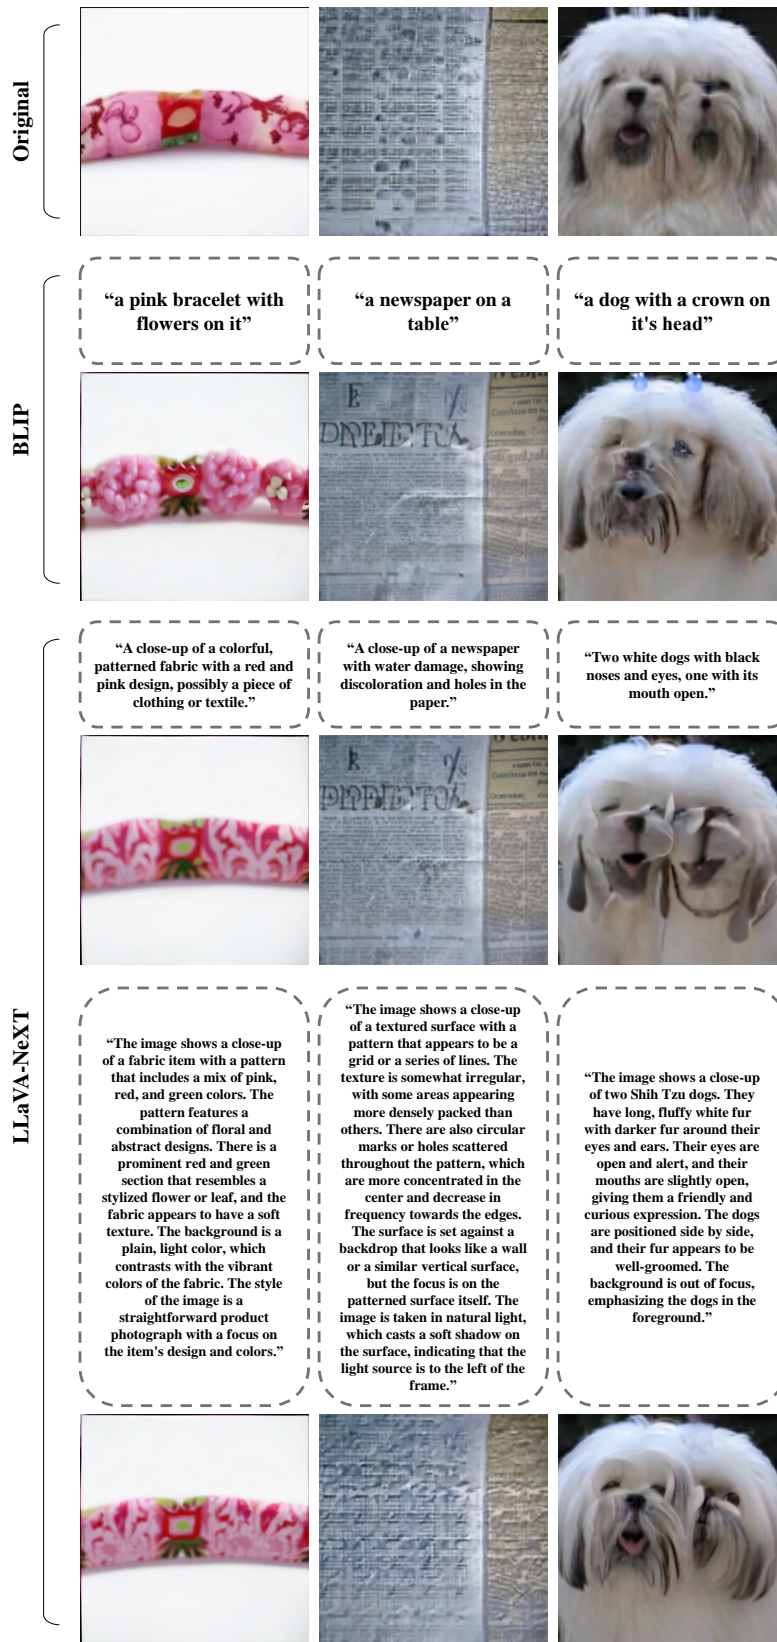 Original
BLIP
“a pink bracelet with
flowers on it”
“a newspaper on a
table”
“a dog with a crown on
it's head”
LLaVA-NeXT
“A close-up of a colorful,
patterned fabric with a red and
pink design, possibly a piece of
clothing or textile.”
“A close-up of a newspaper
with water damage, showing
discoloration and holes in the
paper.”
“Two white dogs with black
noses and eyes, one with its
mouth open.”
“The image shows a close-up
of a fabric item with a pattern
that includes a mix of pink,
red, and green colors. The
pattern features a
combination of floral and
abstract designs. There is a
prominent red and green
section that resembles a
stylized flower or leaf, and the
fabric appears to have a soft
texture. The background is a
plain, light color, which
contrasts with the vibrant
colors of the fabric. The style
of the image is a
straightforward product
photograph with a focus on
the item's design and colors.”
“The image shows a close-up
of a textured surface with a
pattern that appears to be a
grid or a series of lines. The
texture is somewhat irregular,
with some areas appearing
more densely packed than
others. There are also circular
marks or holes scattered
throughout the pattern, which
are more concentrated in the
center and decrease in
frequency towards the edges.
The surface is set against a
backdrop that looks like a wall
or a similar vertical surface,
but the focus is on the
patterned surface itself. The
image is taken in natural light,
which casts a soft shadow on
the surface, indicating that the
light source is to the left of the
frame.”
“The image shows a close-up
of two Shih Tzu dogs. They
have long, fluffy white fur
with darker fur around their
eyes and ears. Their eyes are
open and alert, and their
mouths are slightly open,
giving them a friendly and
curious expression. The dogs
are positioned side by side,
and their fur appears to be
well-groomed. The
background is out of focus,
emphasizing the dogs in the
foreground.”